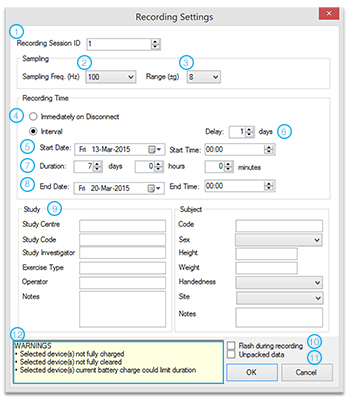 Recording Settings
1
Recording Session ID 1
Sampling 2 3
Sampling Freq. (Hz) 100 Range (±g) 8
Recording Time
4 Immediately on Disconnect
Interval Delay: 1 days 6
5 Start Date: Fri 13-Mar-2015 Start Time: 00:00
7 Duration: 7 days 0 hours 0 minutes
8 End Date: Fri 20-Mar-2015 End Time: 00:00
Study 9
Study Centre
Study Code
Study Investigator
Exercise Type
Operator
Notes
Subject
Code
Sex
Height
Weight
Handedness
Site
Notes
12
WARNINGS
• Selected device(s) not fully charged
• Selected device(s) not fully cleared
• Selected device(s) current battery charge could limit duration
Flash during recording 10
Unpacked data 11
OK Cancel